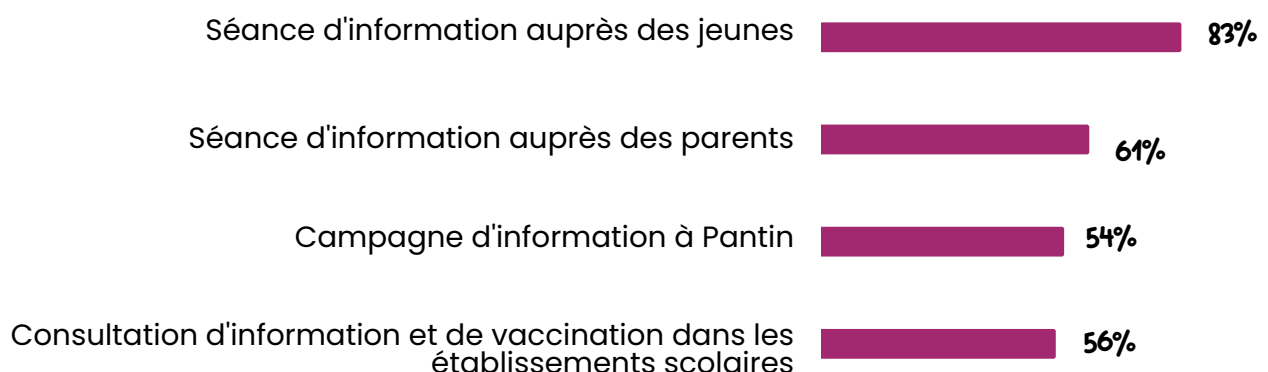 Séance d'information auprès des jeunes 83%
Séance d'information auprès des parents 61%
Campagne d'information à Pantin 54%
Consultation d'information et de vaccination dans les
établissements scolaires 56%